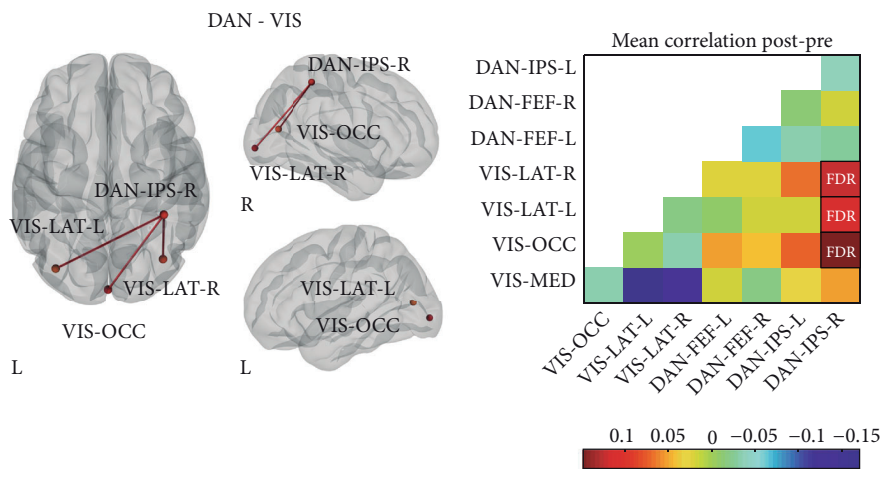 DAN - VIS
DAN-IPS-R
VIS-LAT-L
VIS-LAT-R
VIS-OCC
L
DAN-IPS-R
VIS-OCC
VIS-LAT-R
R
VIS-LAT-L
VIS-OCC
L
Mean correlation post-pre
DAN-IPS-L
DAN-FEF-R
DAN-FEF-L
VIS-LAT-R
FDR
VIS-LAT-L
FDR
VIS-OCC
FDR
VIS-MED
VIS-OCC
VIS-LAT-L
VIS-LAT-R
DAN-FEF-L
DAN-FEF-R
DAN-IPS-L
DAN-IPS-R
0.1 0.05 0 −0.05 −0.1 −0.15